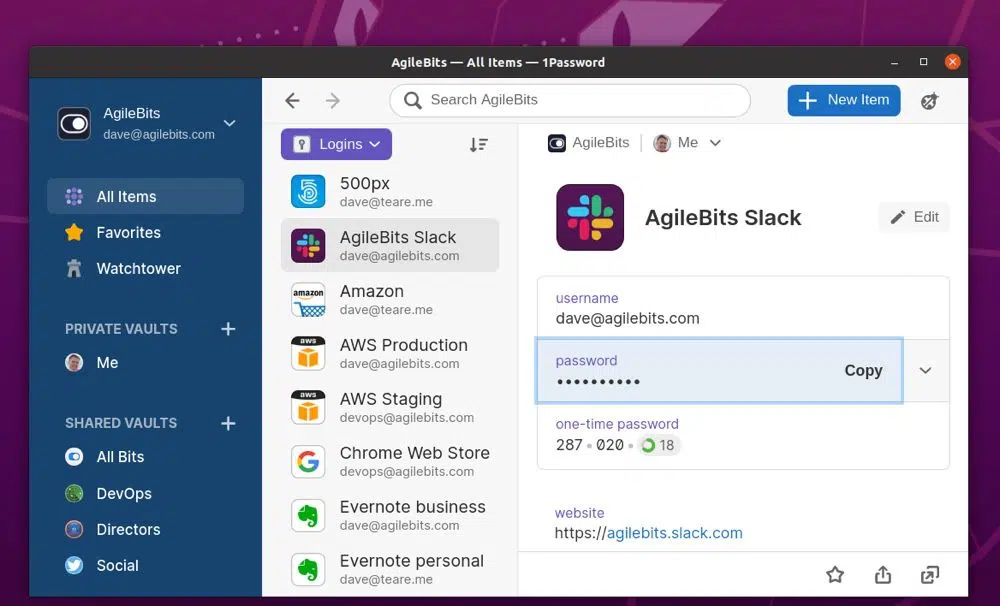 AgileBits — All Items — 1Password
AgileBits
dave@agilebits.com
All Items
Favorites
Watchtower
PRIVATE VAULTS
Me
SHARED VAULTS
All Bits
DevOps
Directors
Social
Search AgileBits
New Item
Logins
500px
dave@teare.me
AgileBits Slack
dave@agilebits.com
amazon
Amazon
dave@teare.me
aws
AWS Production
dave@agilebits.com
aws
AWS Staging
devops@agilebits.com
Chrome Web Store
devops@agilebits.com
Evernote business
dave@agilebits.com
Evernote personal
dave@teare.me
AgileBits
Me
AgileBits Slack
Edit
username
dave@agilebits.com
password
••••••••••
Copy
one-time password
287 • 020 • 18
website
https://agilebits.slack.com